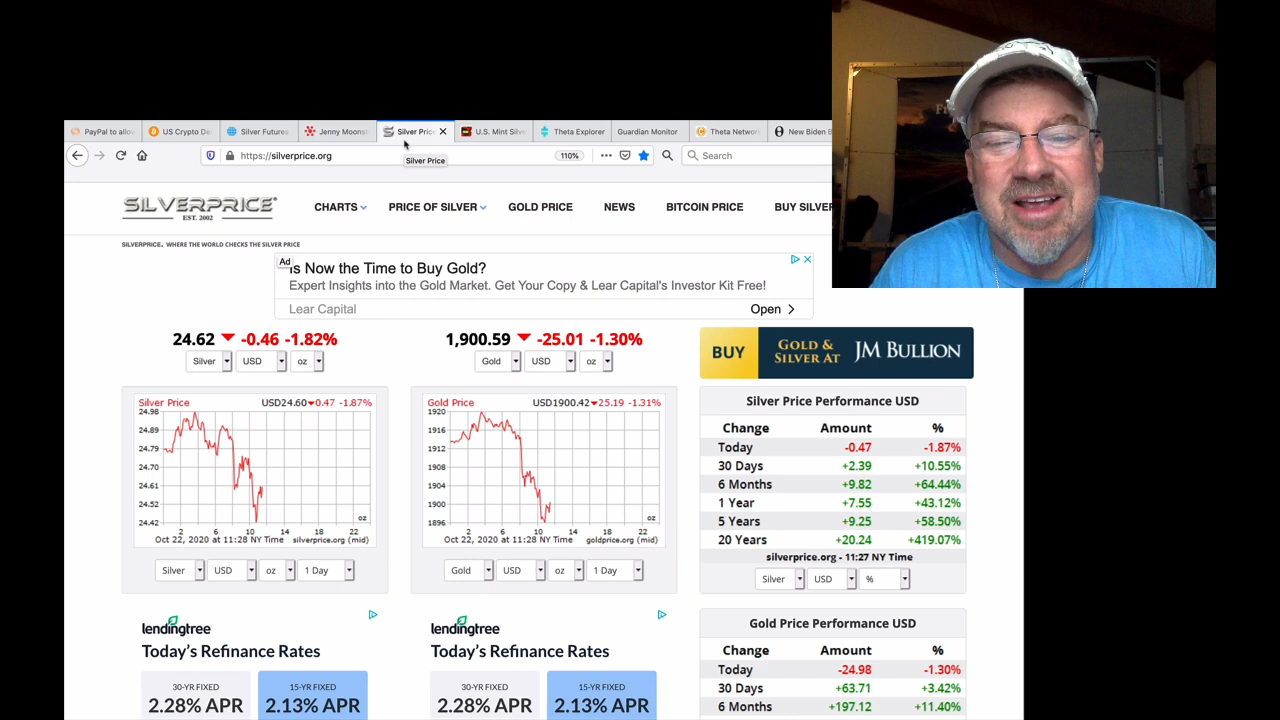 PayPal to allow
US Crypto De
Silver Futures
Jenny Moonst
Silver Price
U.S. Mint Silv
Theta Explorer
Guardian Monitor
Theta Network
New Biden B
https://silverprice.org
110%
Search
Silver Price
SILVERPRICE
EST. 2002
CHARTS
PRICE OF SILVER
GOLD PRICE
NEWS
BITCOIN PRICE
BUY SILVER
SILVERPRICE. WHERE THE WORLD CHECKS THE SILVER PRICE
Ad
Is Now the Time to Buy Gold?
Expert Insights into the Gold Market. Get Your Copy & Lear Capital's Investor Kit Free!
Lear Capital
Open
24.62 ▼ -0.46 -1.82%
Silver USD oz
1,900.59 ▼ -25.01 -1.30%
Gold USD oz
BUY GOLD & SILVER AT JM BULLION
Silver Price USD24.60▼0.47 -1.87%
24.98
24.89
24.79
24.70
24.61
24.52
24.42
oz
2 6 10 14 18 22
Oct 22, 2020 at 11:28 NY Time silverprice.org (mid)
Silver USD oz 1 Day
Gold Price USD1900.42▼25.19 -1.31%
1920
1916
1912
1908
1904
1900
1896
oz
2 6 10 14 18 22
Oct 22, 2020 at 11:28 NY Time goldprice.org (mid)
Gold USD oz 1 Day
Silver Price Performance USD
Change Amount %
Today -0.47 -1.87%
30 Days +2.39 +10.55%
6 Months +9.82 +64.44%
1 Year +7.55 +43.12%
5 Years +9.25 +58.50%
20 Years +20.24 +419.07%
silverprice.org - 11:27 NY Time
Silver USD %
lendingtree
Today's Refinance Rates
30-YR FIXED
2.28% APR
15-YR FIXED
2.13% APR
lendingtree
Today's Refinance Rates
30-YR FIXED
2.28% APR
15-YR FIXED
2.13% APR
Gold Price Performance USD
Change Amount %
Today -24.98 -1.30%
30 Days +63.71 +3.42%
6 Months +197.12 +11.40%